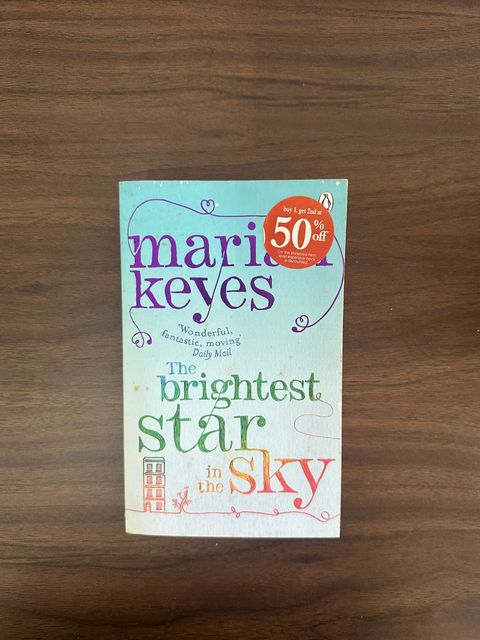 buy 1, get 2nd at
50% off
marian
keyes
'Wonderful,
fantastic, moving'
Daily Mail
The
brightest
star
in the
sky